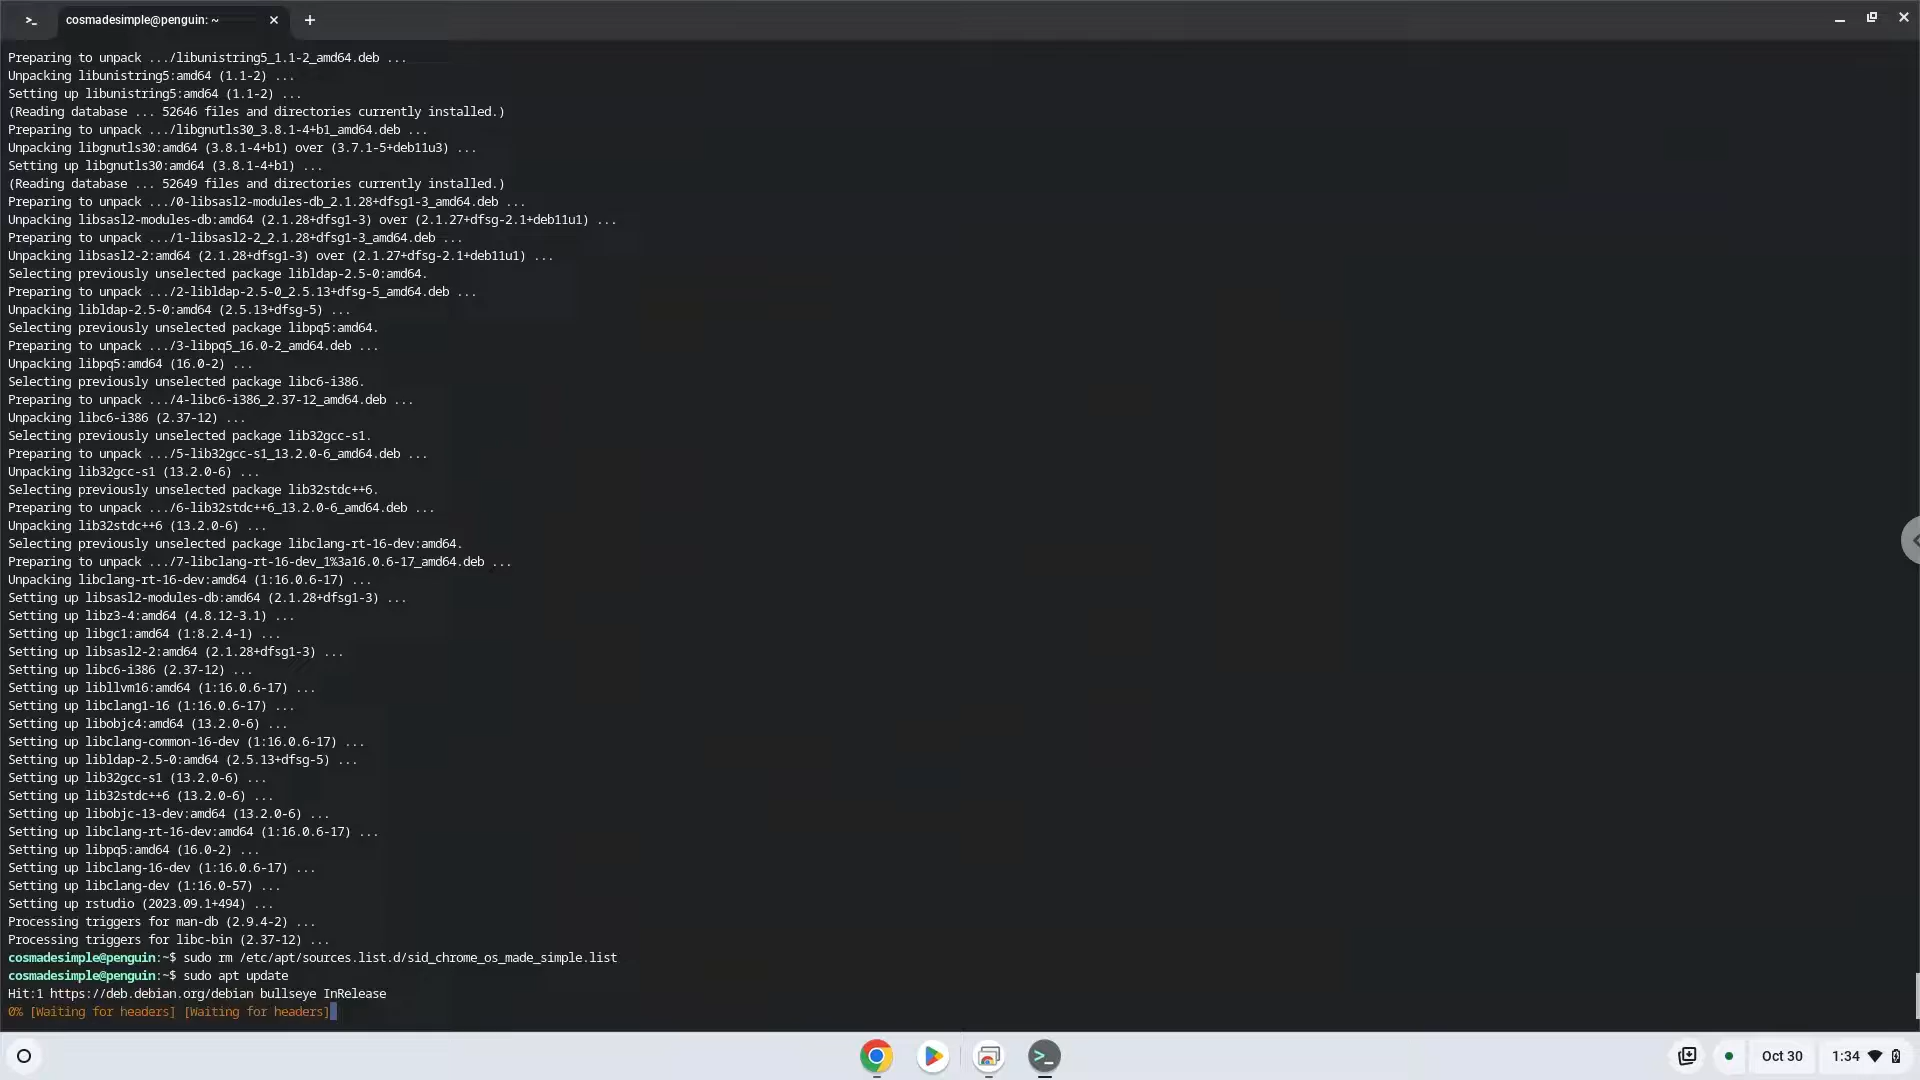 cosmadesimple@penguin: ~
Preparing to unpack .../libunistring5_1.1-2_amd64.deb ...
Unpacking libunistring5:amd64 (1.1-2) ...
Setting up libunistring5:amd64 (1.1-2) ...
(Reading database ... 52646 files and directories currently installed.)
Preparing to unpack .../libgnutls30_3.8.1-4+b1_amd64.deb ...
Unpacking libgnutls30:amd64 (3.8.1-4+b1) over (3.7.1-5+deb11u3) ...
Setting up libgnutls30:amd64 (3.8.1-4+b1) ...
(Reading database ... 52649 files and directories currently installed.)
Preparing to unpack .../0-libsasl2-modules-db_2.1.28+dfsg1-3_amd64.deb ...
Unpacking libsasl2-modules-db:amd64 (2.1.28+dfsg1-3) over (2.1.27+dfsg-2.1+deb11u1) ...
Preparing to unpack .../1-libsasl2-2_2.1.28+dfsg1-3_amd64.deb ...
Unpacking libsasl2-2:amd64 (2.1.28+dfsg1-3) over (2.1.27+dfsg-2.1+deb11u1) ...
Selecting previously unselected package libldap-2.5-0:amd64.
Preparing to unpack .../2-libldap-2.5-0_2.5.13+dfsg-5_amd64.deb ...
Unpacking libldap-2.5-0:amd64 (2.5.13+dfsg-5) ...
Selecting previously unselected package libpq5:amd64.
Preparing to unpack .../3-libpq5_16.0-2_amd64.deb ...
Unpacking libpq5:amd64 (16.0-2) ...
Selecting previously unselected package libc6-i386.
Preparing to unpack .../4-libc6-i386_2.37-12_amd64.deb ...
Unpacking libc6-i386 (2.37-12) ...
Selecting previously unselected package lib32gcc-s1.
Preparing to unpack .../5-lib32gcc-s1_13.2.0-6_amd64.deb ...
Unpacking lib32gcc-s1 (13.2.0-6) ...
Selecting previously unselected package lib32stdc++6.
Preparing to unpack .../6-lib32stdc++6_13.2.0-6_amd64.deb ...
Unpacking lib32stdc++6 (13.2.0-6) ...
Selecting previously unselected package libclang-rt-16-dev:amd64.
Preparing to unpack .../7-libclang-rt-16-dev_1%3a16.0.6-17_amd64.deb ...
Unpacking libclang-rt-16-dev:amd64 (1:16.0.6-17) ...
Setting up libsasl2-modules-db:amd64 (2.1.28+dfsg1-3) ...
Setting up libz3-4:amd64 (4.8.12-3.1) ...
Setting up libgc1:amd64 (1:8.2.4-1) ...
Setting up libsasl2-2:amd64 (2.1.28+dfsg1-3) ...
Setting up libc6-i386 (2.37-12) ...
Setting up libllvm16:amd64 (1:16.0.6-17) ...
Setting up libclang1-16 (1:16.0.6-17) ...
Setting up libobjc4:amd64 (13.2.0-6) ...
Setting up libclang-common-16-dev (1:16.0.6-17) ...
Setting up libldap-2.5-0:amd64 (2.5.13+dfsg-5) ...
Setting up lib32gcc-s1 (13.2.0-6) ...
Setting up lib32stdc++6 (13.2.0-6) ...
Setting up libobjc-13-dev:amd64 (13.2.0-6) ...
Setting up libclang-rt-16-dev:amd64 (1:16.0.6-17) ...
Setting up libpq5:amd64 (16.0-2) ...
Setting up libclang-16-dev (1:16.0.6-17) ...
Setting up libclang-dev (1:16.0-57) ...
Setting up rstudio (2023.09.1+494) ...
Processing triggers for man-db (2.9.4-2) ...
Processing triggers for libc-bin (2.37-12) ...
cosmadesimple@penguin:~$ sudo rm /etc/apt/sources.list.d/sid_chrome_os_made_simple.list
cosmadesimple@penguin:~$ sudo apt update
Hit:1 https://deb.debian.org/debian bullseye InRelease
0% [Waiting for headers] [Waiting for headers]
Oct 30 1:34